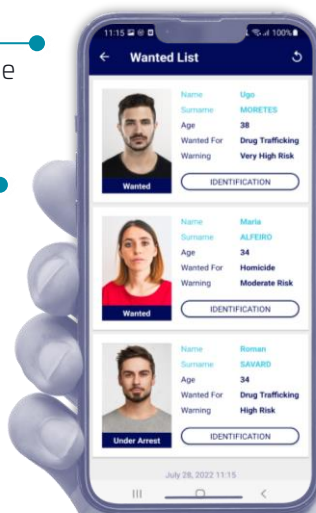 e
11:15
100%
Wanted List
Name Ugo
Surname MORETES
Age 38
Wanted For Drug Trafficking
Warning Very High Risk
Wanted
IDENTIFICATION
Name Maria
Surname ALFEIRO
Age 34
Wanted For Homicide
Warning Moderate Risk
Wanted
IDENTIFICATION
Name Roman
Surname SAVARD
Age 34
Wanted For Drug Trafficking
Warning High Risk
Under Arrest
IDENTIFICATION
July 28, 2022 11:15